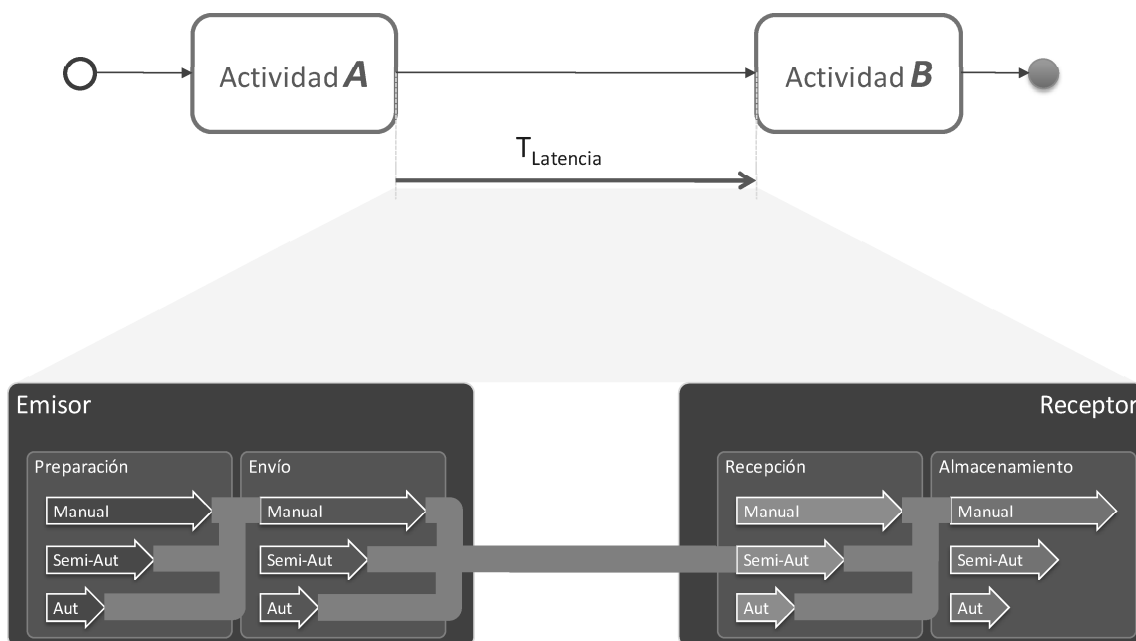 Actividad A
Actividad B
T Latencia
Emisor
Receptor
Preparación
Envío
Recepción
Almacenamiento
Manual
Manual
Manual
Manual
Semi-Aut
Semi-Aut
Semi-Aut
Semi-Aut
Aut
Aut
Aut
Aut